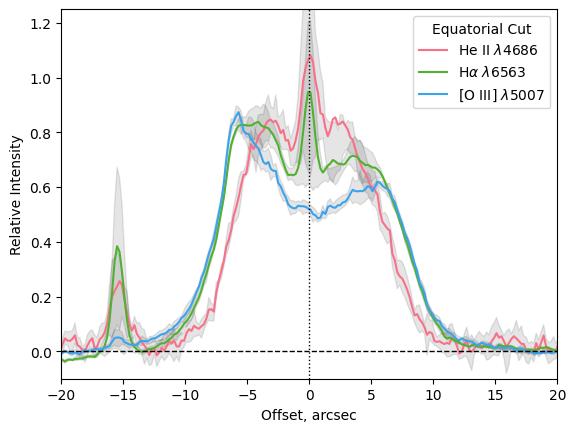 Equatorial Cut
He II λ4686
Hα λ6563
[O III] λ5007
Relative Intensity
1.2
1.0
0.8
0.6
0.4
0.2
0.0
−20 −15 −10 −5 0 5 10 15 20
Offset, arcsec